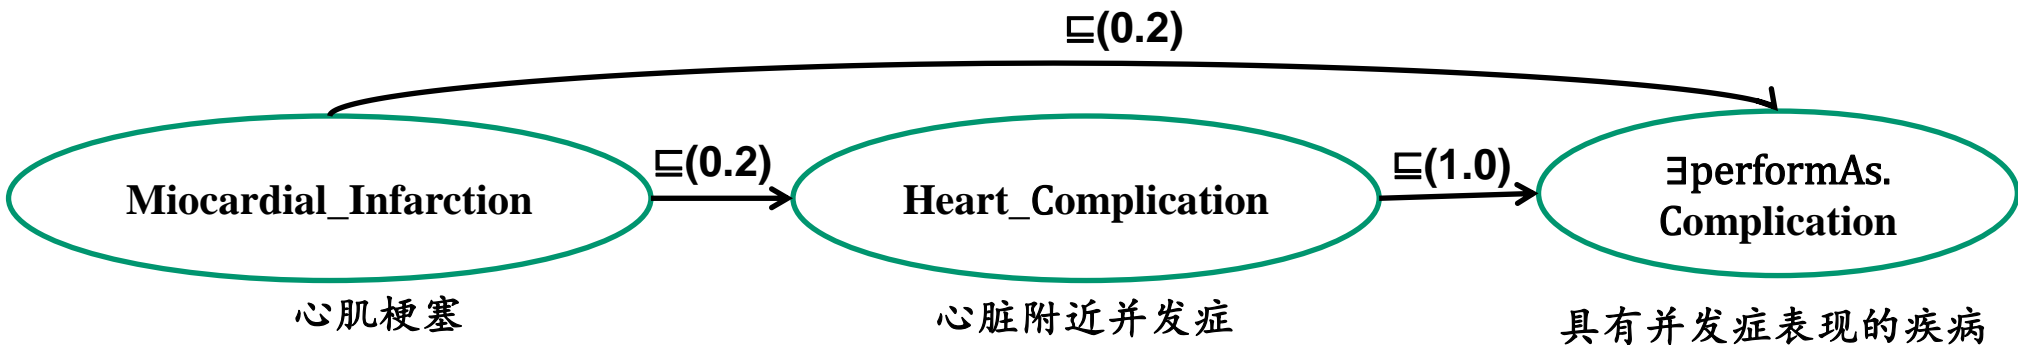 ⊑(0.2)
⊑(0.2)
⊑(1.0)
Miocardial_Infarction
Heart_Complication
∃performAs.
Complication
心肌梗塞
心脏附近并发症
具有并发症表现的疾病